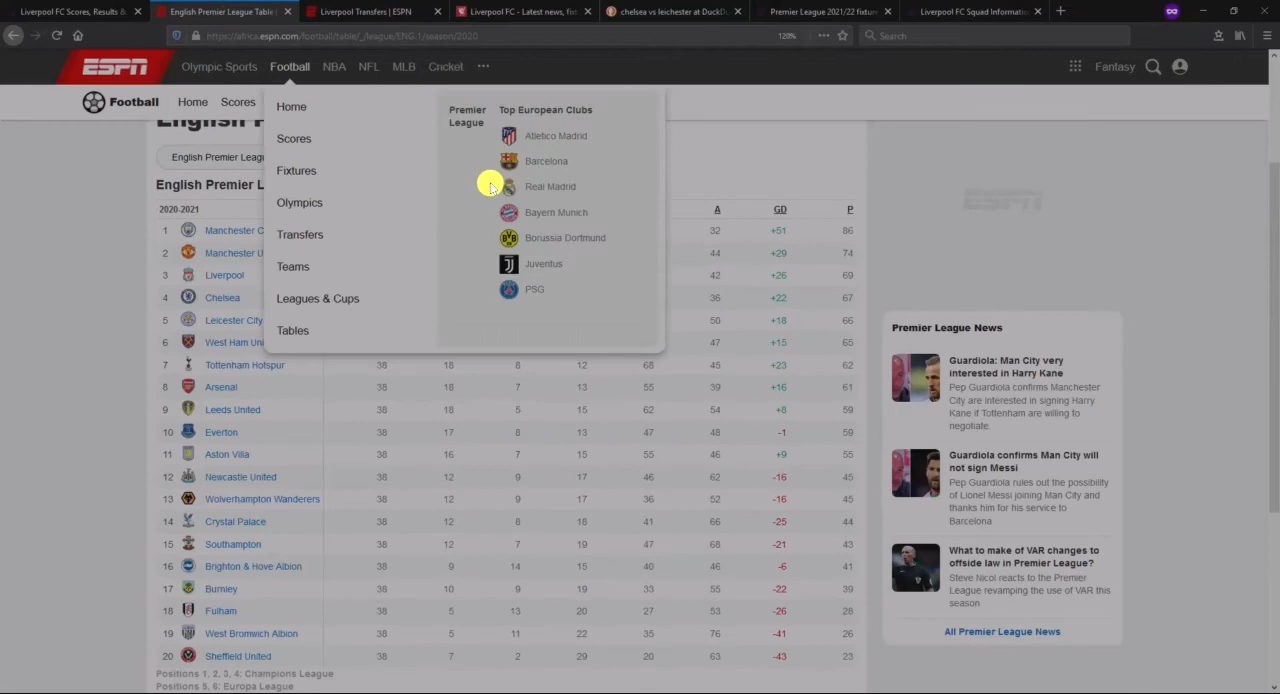 Liverpool FC Scores, Results &
English Premier League Table |
Liverpool Transfers | ESPN
Liverpool FC - Latest news, fix
chelsea vs leichester at DuckDu
Premier League 2021/22 fixture
Liverpool FC Squad Information
https://africa.espn.com/football/table/_/league/ENG.1/season/2020
120%
Search
ESPN
Olympic Sports
Football
NBA
NFL
MLB
Cricket
Fantasy
Football
Home
Scores
Home
Scores
Fixtures
Olympics
Transfers
Teams
Leagues & Cups
Tables
Premier
League
Top European Clubs
Atletico Madrid
Barcelona
Real Madrid
Bayern Munich
Borussia Dortmund
Juventus
PSG
English
English Premier Leagu
English Premier L
2020-2021 A GD P
1 Manchester C 32 +51 86
2 Manchester U 44 +29 74
3 Liverpool 42 +26 69
4 Chelsea 36 +22 67
5 Leicester City 50 +18 66
6 West Ham Uni 47 +15 65
7 Tottenham Hotspur 38 18 8 12 68 45 +23 62
8 Arsenal 38 18 7 13 55 39 +16 61
9 Leeds United 38 18 5 15 62 54 +8 59
10 Everton 38 17 8 13 47 48 -1 59
11 Aston Villa 38 16 7 15 55 46 +9 55
12 Newcastle United 38 12 9 17 46 62 -16 45
13 Wolverhampton Wanderers 38 12 9 17 36 52 -16 45
14 Crystal Palace 38 12 8 18 41 66 -25 44
15 Southampton 38 12 7 19 47 68 -21 43
16 Brighton & Hove Albion 38 9 14 15 40 46 -6 41
17 Burnley 38 10 9 19 33 55 -22 39
18 Fulham 38 5 13 20 27 53 -26 28
19 West Bromwich Albion 38 5 11 22 35 76 -41 26
20 Sheffield United 38 7 2 29 20 63 -43 23
Positions 1, 2, 3, 4: Champions League
Positions 5, 6: Europa League
ESPN
Premier League News
Guardiola: Man City very
interested in Harry Kane
Pep Guardiola confirms Manchester
City are interested in signing Harry
Kane if Tottenham are willing to
negotiate.
Guardiola confirms Man City will
not sign Messi
Pep Guardiola rules out the possibility
of Lionel Messi joining Man City and
thanks him for his service to
Barcelona
What to make of VAR changes to
offside law in Premier League?
Steve Nicol reacts to the Premier
League revamping the use of VAR this
season
All Premier League News